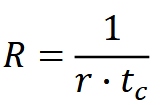 R = 1 / (r · t_c)